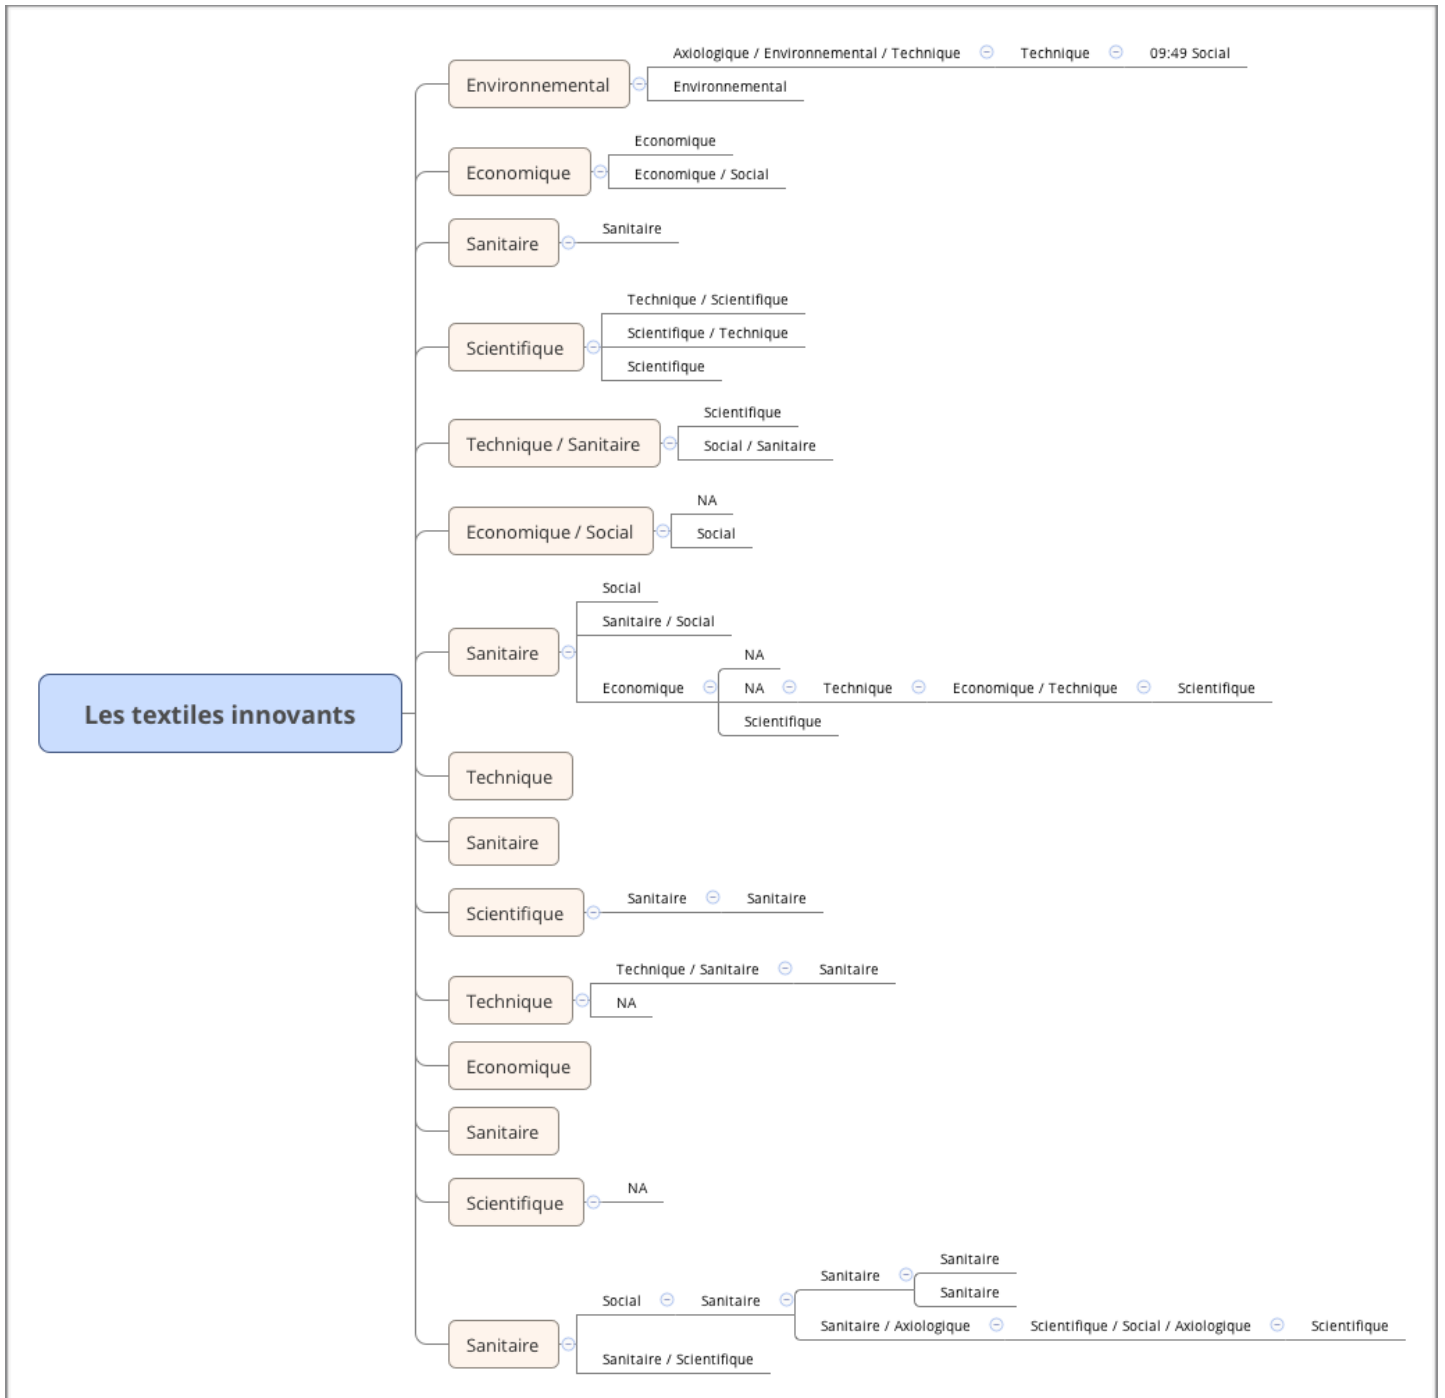 Axiologique / Environnemental / Technique Technique 09:49 Social
Environnemental
Environnemental
Economique
Economique
Economique / Social
Sanitaire
Sanitaire
Technique / Scientifique
Scientifique
Scientifique / Technique
Scientifique
Scientifique
Technique / Sanitaire
Social / Sanitaire
NA
Economique / Social
Social
Social
Sanitaire / Social
Sanitaire
NA
Economique NA Technique Economique / Technique Scientifique
Scientifique
Les textiles innovants
Technique
Sanitaire
Scientifique Sanitaire Sanitaire
Technique / Sanitaire Sanitaire
Technique
NA
Economique
Sanitaire
NA
Scientifique
Sanitaire
Sanitaire
Sanitaire
Social Sanitaire
Sanitaire / Axiologique Scientifique / Social / Axiologique Scientifique
Sanitaire
Sanitaire / Scientifique